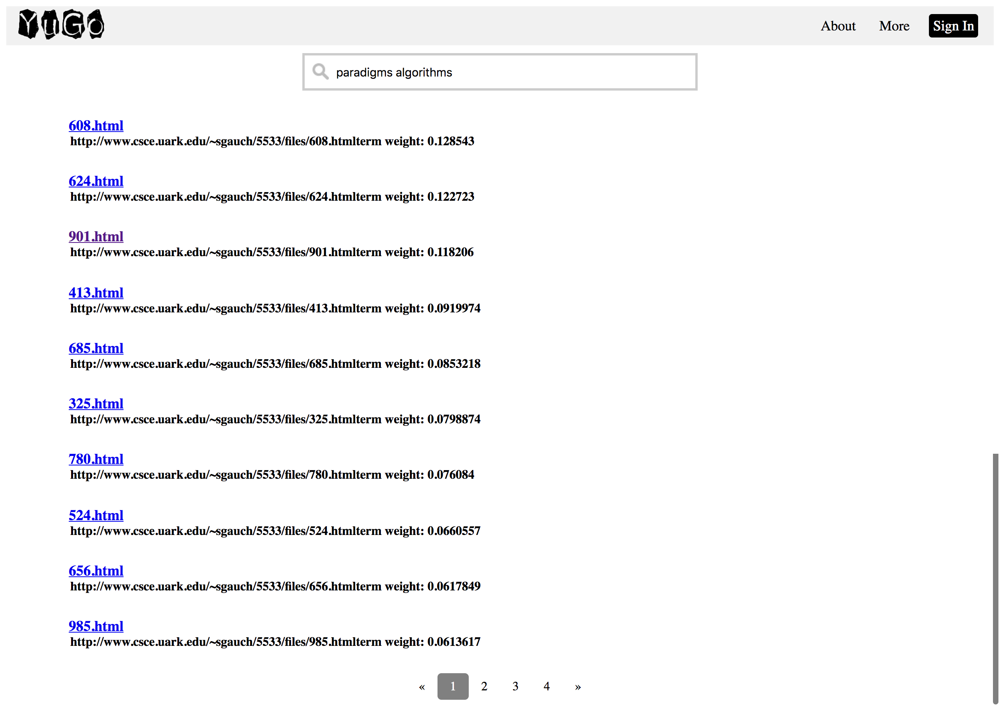 YuGo About More Sign In
paradigms algorithms
608.html
http://www.csce.uark.edu/~sgauch/5533/files/608.htmlterm weight: 0.128543
624.html
http://www.csce.uark.edu/~sgauch/5533/files/624.htmlterm weight: 0.122723
901.html
http://www.csce.uark.edu/~sgauch/5533/files/901.htmlterm weight: 0.118206
413.html
http://www.csce.uark.edu/~sgauch/5533/files/413.htmlterm weight: 0.0919974
685.html
http://www.csce.uark.edu/~sgauch/5533/files/685.htmlterm weight: 0.0853218
325.html
http://www.csce.uark.edu/~sgauch/5533/files/325.htmlterm weight: 0.0798874
780.html
http://www.csce.uark.edu/~sgauch/5533/files/780.htmlterm weight: 0.076084
524.html
http://www.csce.uark.edu/~sgauch/5533/files/524.htmlterm weight: 0.0660557
656.html
http://www.csce.uark.edu/~sgauch/5533/files/656.htmlterm weight: 0.0617849
985.html
http://www.csce.uark.edu/~sgauch/5533/files/985.htmlterm weight: 0.0613617
« 1 2 3 4 »